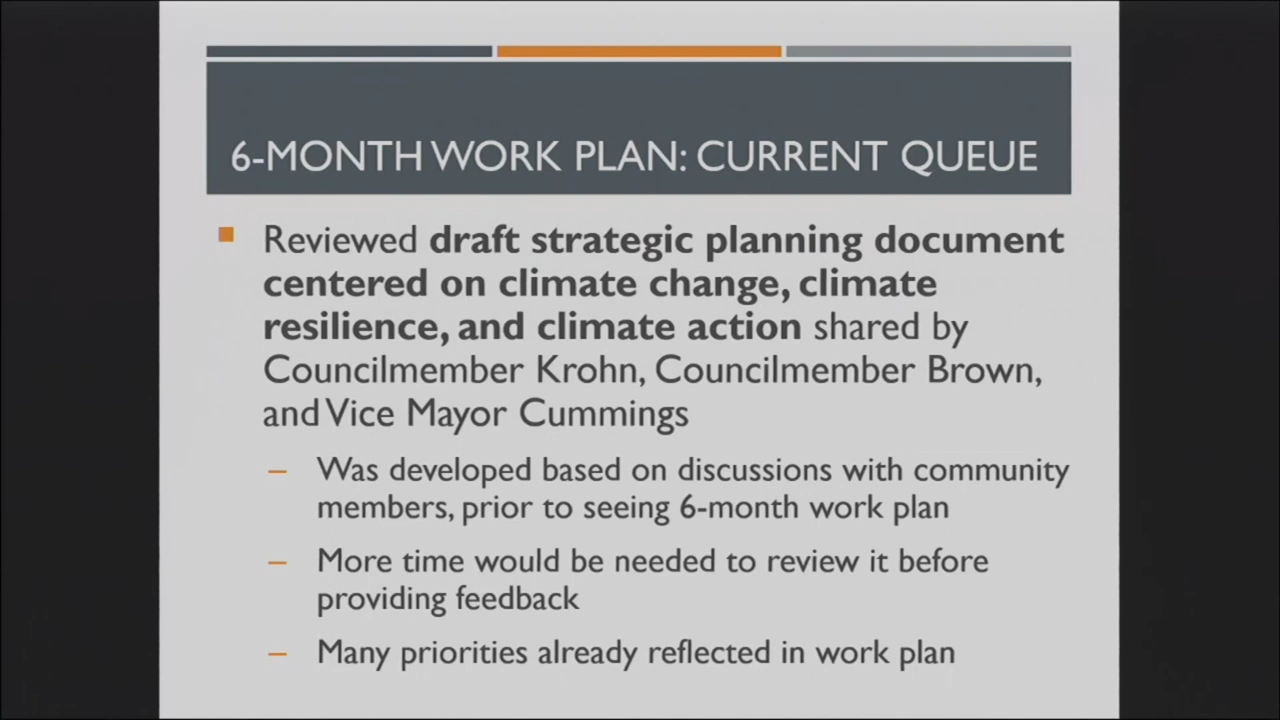 6-MONTH WORK PLAN: CURRENT QUEUE
Reviewed draft strategic planning document
centered on climate change, climate
resilience, and climate action shared by
Councilmember Krohn, Councilmember Brown,
and Vice Mayor Cummings
– Was developed based on discussions with community
members, prior to seeing 6-month work plan
– More time would be needed to review it before
providing feedback
– Many priorities already reflected in work plan